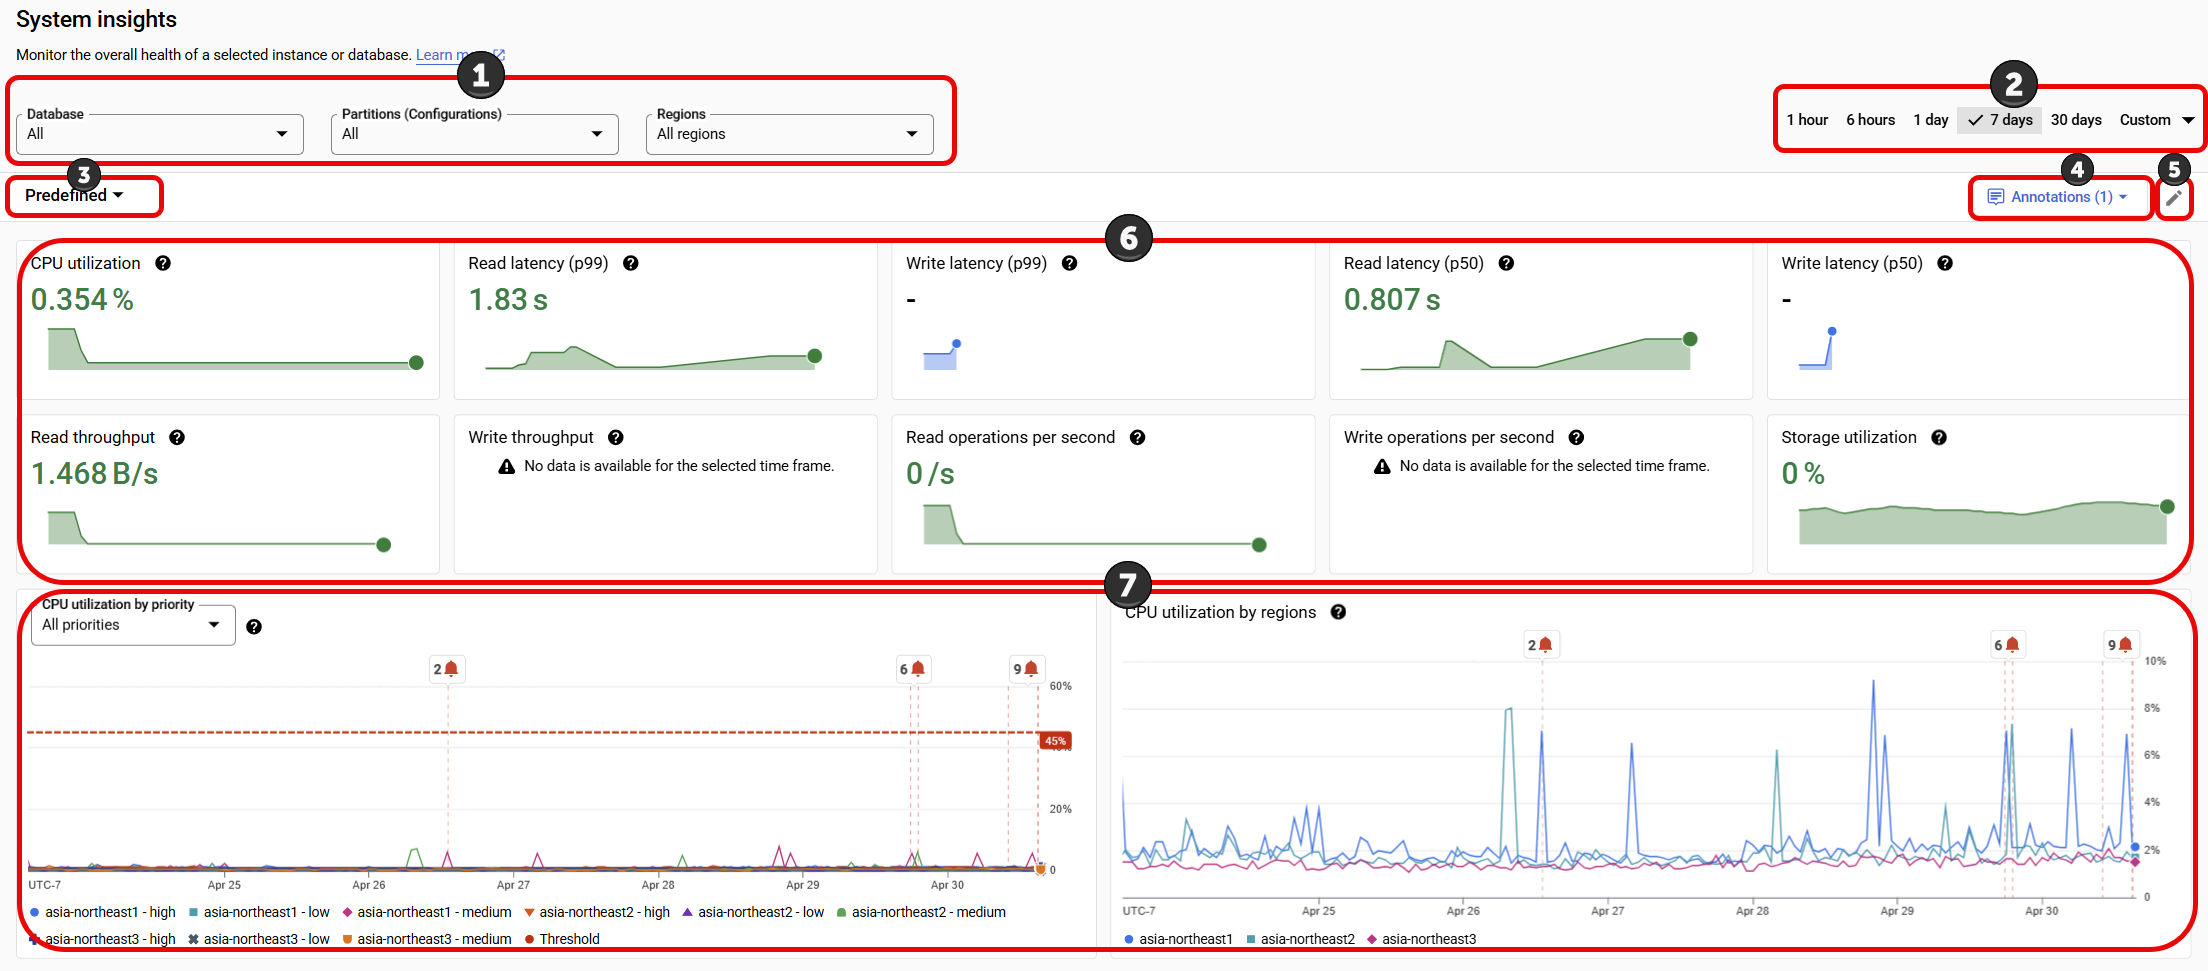 System insights
Monitor the overall health of a selected instance or database. Learn m
1
2
Database
All
Partitions (Configurations)
All
Regions
All regions
1 hour 6 hours 1 day 7 days 30 days Custom
3
4
5
Predefined
Annotations (1)
6
CPU utilization
0.354 %
Read latency (p99)
1.83 s
Write latency (p99)
-
Read latency (p50)
0.807 s
Write latency (p50)
-
Read throughput
1.468 B/s
Write throughput
No data is available for the selected time frame.
Read operations per second
0 /s
Write operations per second
No data is available for the selected time frame.
Storage utilization
0 %
7
CPU utilization by priority
All priorities
2
6
9
60%
45%
20%
0
UTC-7 Apr 25 Apr 26 Apr 27 Apr 28 Apr 29 Apr 30
asia-northeast1 - high asia-northeast1 - low asia-northeast1 - medium asia-northeast2 - high asia-northeast2 - low asia-northeast2 - medium
asia-northeast3 - high asia-northeast3 - low asia-northeast3 - medium Threshold
CPU utilization by regions
2
6
9
10%
8%
6%
4%
2%
0
UTC-7 Apr 25 Apr 26 Apr 27 Apr 28 Apr 29 Apr 30
asia-northeast1 asia-northeast2 asia-northeast3